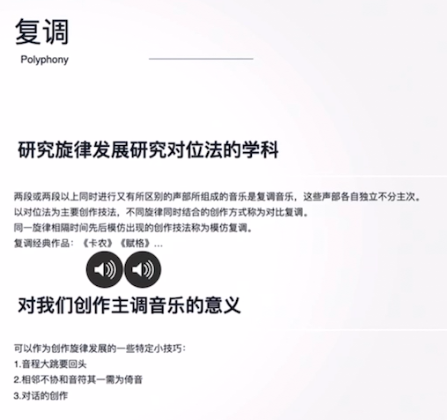 复调
Polyphony
研究旋律发展研究对位法的学科
两段或两段以上同时进行又有所区别的声部所组成的音乐是复调音乐，这些声部各自独立不分主次。
以对位法为主要创作技法，不同旋律同时结合的创作方式称为对比复调。
同一旋律相隔时间先后模仿出现的创作技法称为模仿复调。
复调经典作品：《卡农》《赋格》...
对我们创作主调音乐的意义
可以作为创作旋律发展的一些特定小技巧：
1.音程大跳要回头
2.相邻不协和音符其一需为倚音
3.对话的创作